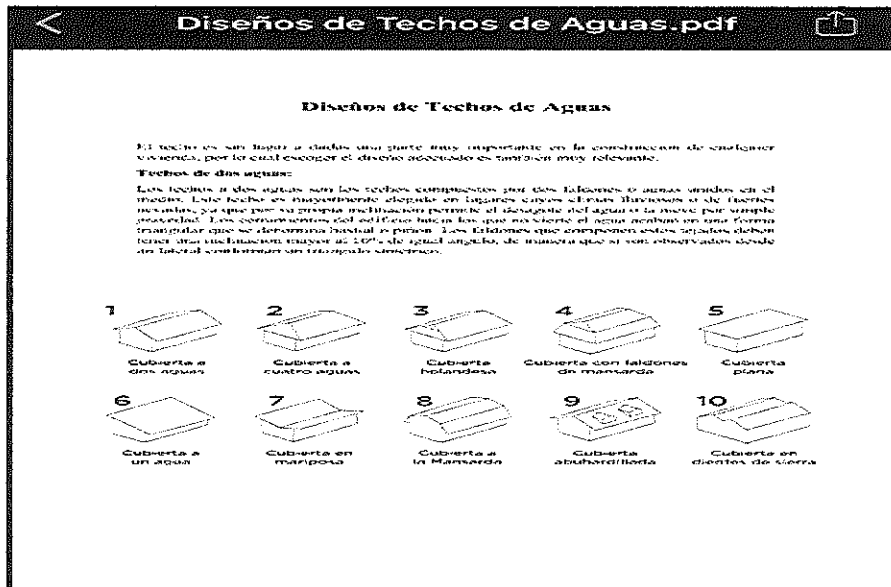 Diseños de Techos de Aguas.pdf
Diseños de Techos de Aguas
El techo es sin lugar a dudas una parte muy importante en la construcción de cualquier
vivienda, por lo cual escoger el diseño adecuado es también muy relevante.
Techos de dos aguas:
Los techos a dos aguas son los techos compuestos por dos faldones o aguas unidos en el
medio. Este techo es mayormente elegido en lugares cuyos climas lluviosos o de fuertes
nevadas, ya que por su propia inclinación permite el desagote del agua o la nieve por simple
gravedad. Los cerramientos del edificio hacia los que no vierte el agua acaban en una forma
triangular que se denomina hastial o piñón. Los faldones que componen estos tejados deben
tener una inclinación mayor al de igual ángulo, de manera que si son observados desde
un lateral conforman un triángulo simétrico.
1 2 3 4 5
Cubierta a Cubierta a Cubierta Cubierta con faldones Cubierta
dos aguas cuatro aguas holandesa en mansarda plana
6 7 8 9 10
Cubierta a Cubierta en Cubierta a Cubierta Cubierta en
un agua mariposa la Mansarda abuhardillada dientes de sierra